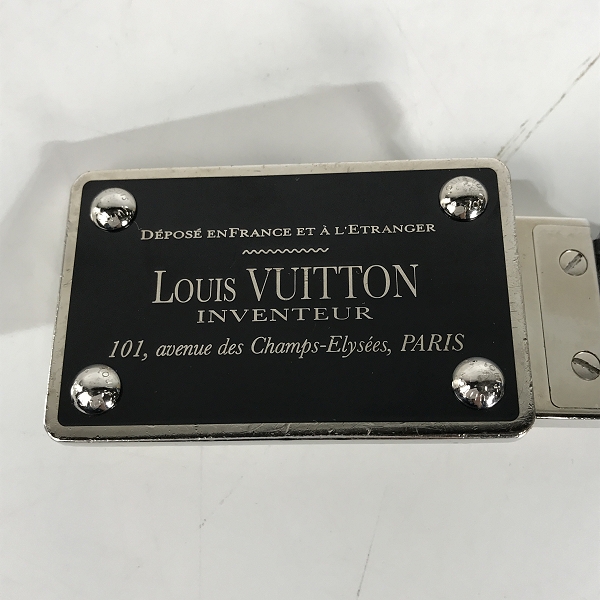 DÉPOSÉ ENFRANCE ET À L'ETRANGER
LOUIS VUITTON
INVENTEUR
101, avenue des Champs-Elysées, PARIS